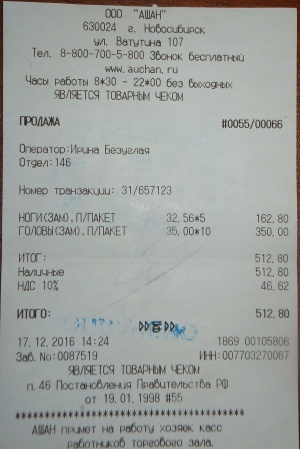 ООО "АШАН"
630024 г. Новосибирск
ул. Ватутина 107
Тел. 8-800-700-5-800 Звонок бесплатный
www.auchan.ru
Часы работы 8*30 - 22*00 без выходных
ЯВЛЯЕТСЯ ТОВАРНЫМ ЧЕКОМ
ПРОДАЖА #0055/00066
Оператор:Ирина Безуглая
Отдел:146
Номер транзакции: 31/657123
НОГИ(ЗАМ),П/ПАКЕТ 32,56*5 162,80
ГОЛОВЫ(ЗАМ),П/ПАКЕТ 35,00*10 350,00
ИТОГ: 512,80
Наличные 512,80
НДС 10% 46,62
ИТОГО: 512,80
17.12.2016 14:24 1869 00105806
Зав.No:0087519 ИНН:007703270067
ЯВЛЯЕТСЯ ТОВАРНЫМ ЧЕКОМ
п. 46 Постановления Правительства РФ
от 19.01.1998 #55
****************************************
АШАН примет на работу хозяек касс
работников торгового зала.